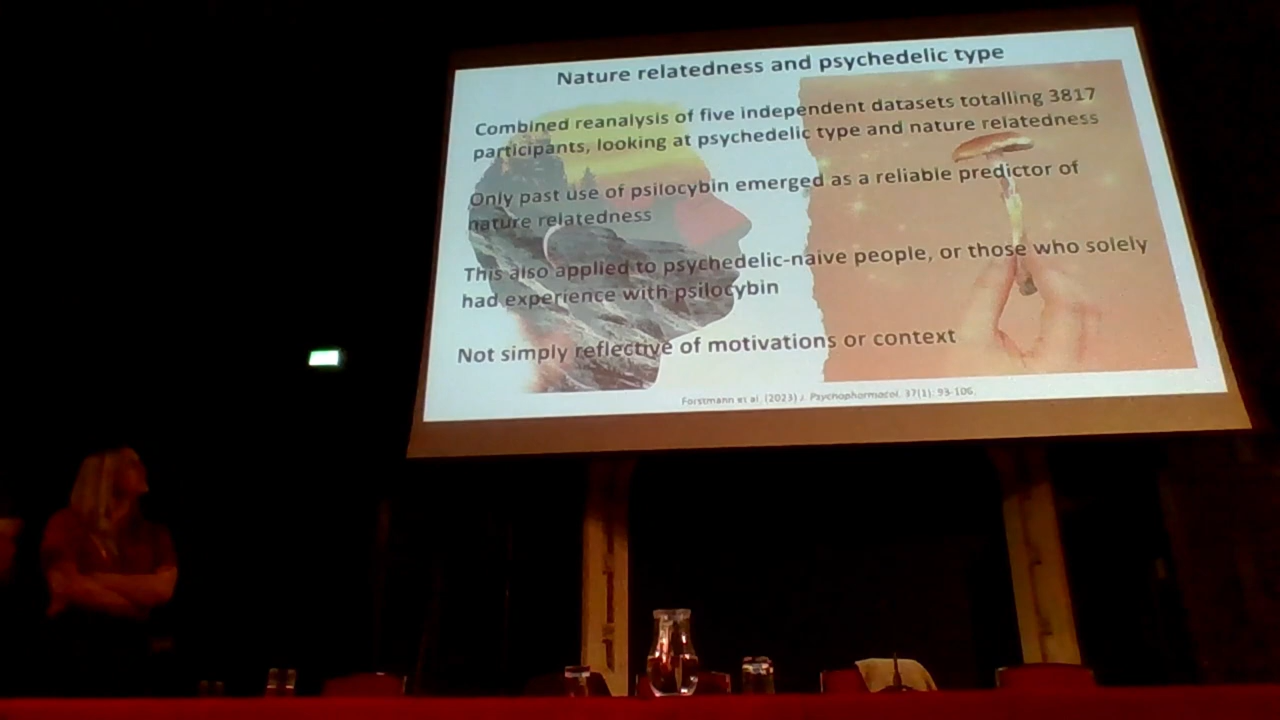 Nature relatedness and psychedelic type
Combined reanalysis of five independent datasets totalling 3817
participants, looking at psychedelic type and nature relatedness
Only past use of psilocybin emerged as a reliable predictor of
nature relatedness
This also applied to psychedelic-naive people, or those who solely
had experience with psilocybin
Not simply reflective of motivations or context
Forstmann et al. (2023) J. Psychopharmacol. 37(1): 93-106.